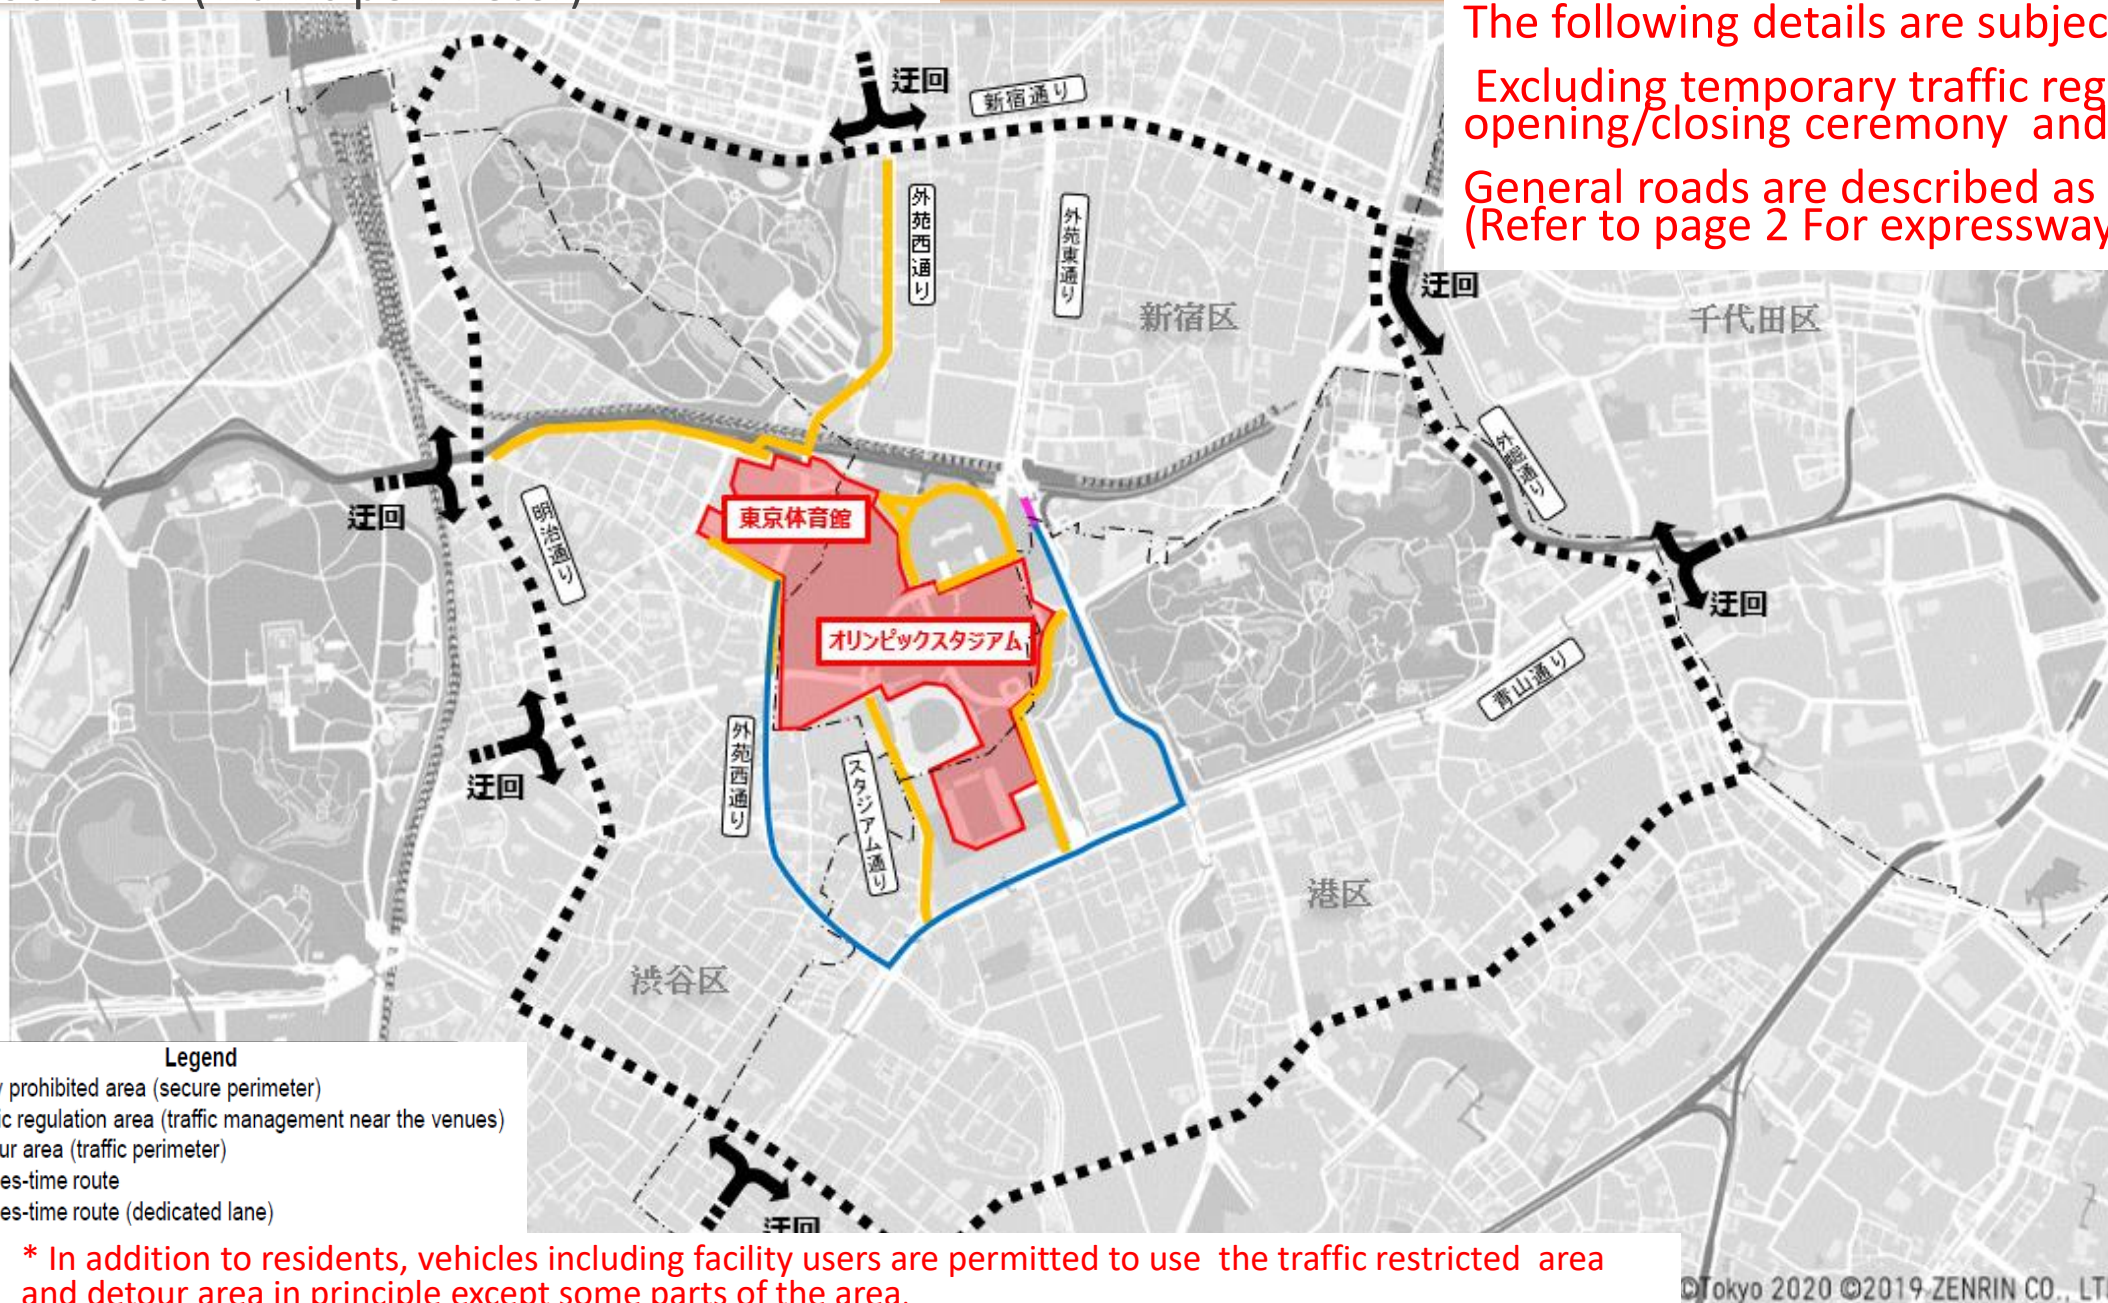 The following details are subjec
Excluding temporary traffic reg
opening/closing ceremony and
General roads are described as
(Refer to page 2 For expressway
迂回
新宿通り
外苑西通り
外苑東通り
新宿区
迂回
千代田区
外堀通り
迂回
明治通り
東京体育館
迂回
オリンピックスタジアム
青山通り
外苑西通り
スタジアム通り
迂回
港区
渋谷区
迂回
Legend
y prohibited area (secure perimeter)
ic regulation area (traffic management near the venues)
ur area (traffic perimeter)
es-time route
es-time route (dedicated lane)
* In addition to residents, vehicles including facility users are permitted to use the traffic restricted area
and detour area in principle except some parts of the area.
©Tokyo 2020 ©2019 ZENRIN CO., LT